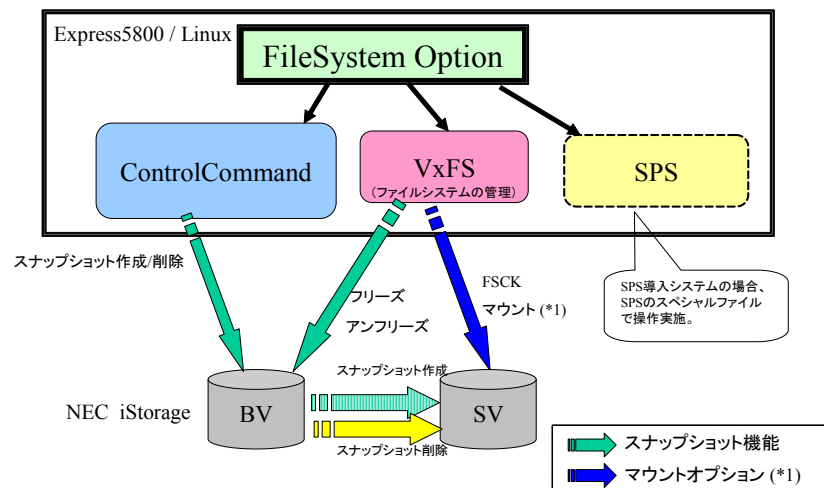 Express5800 / Linux
FileSystem Option
ControlCommand
VxFS
(ファイルシステムの管理)
SPS
スナップショット作成/削除
フリーズ
アンフリーズ
FSCK
マウント (*1)
SPS導入システムの場合、
SPSのスペシャルファイル
で操作実施。
スナップショット作成
NEC iStorage
BV
SV
スナップショット削除
スナップショット機能
マウントオプション (*1)